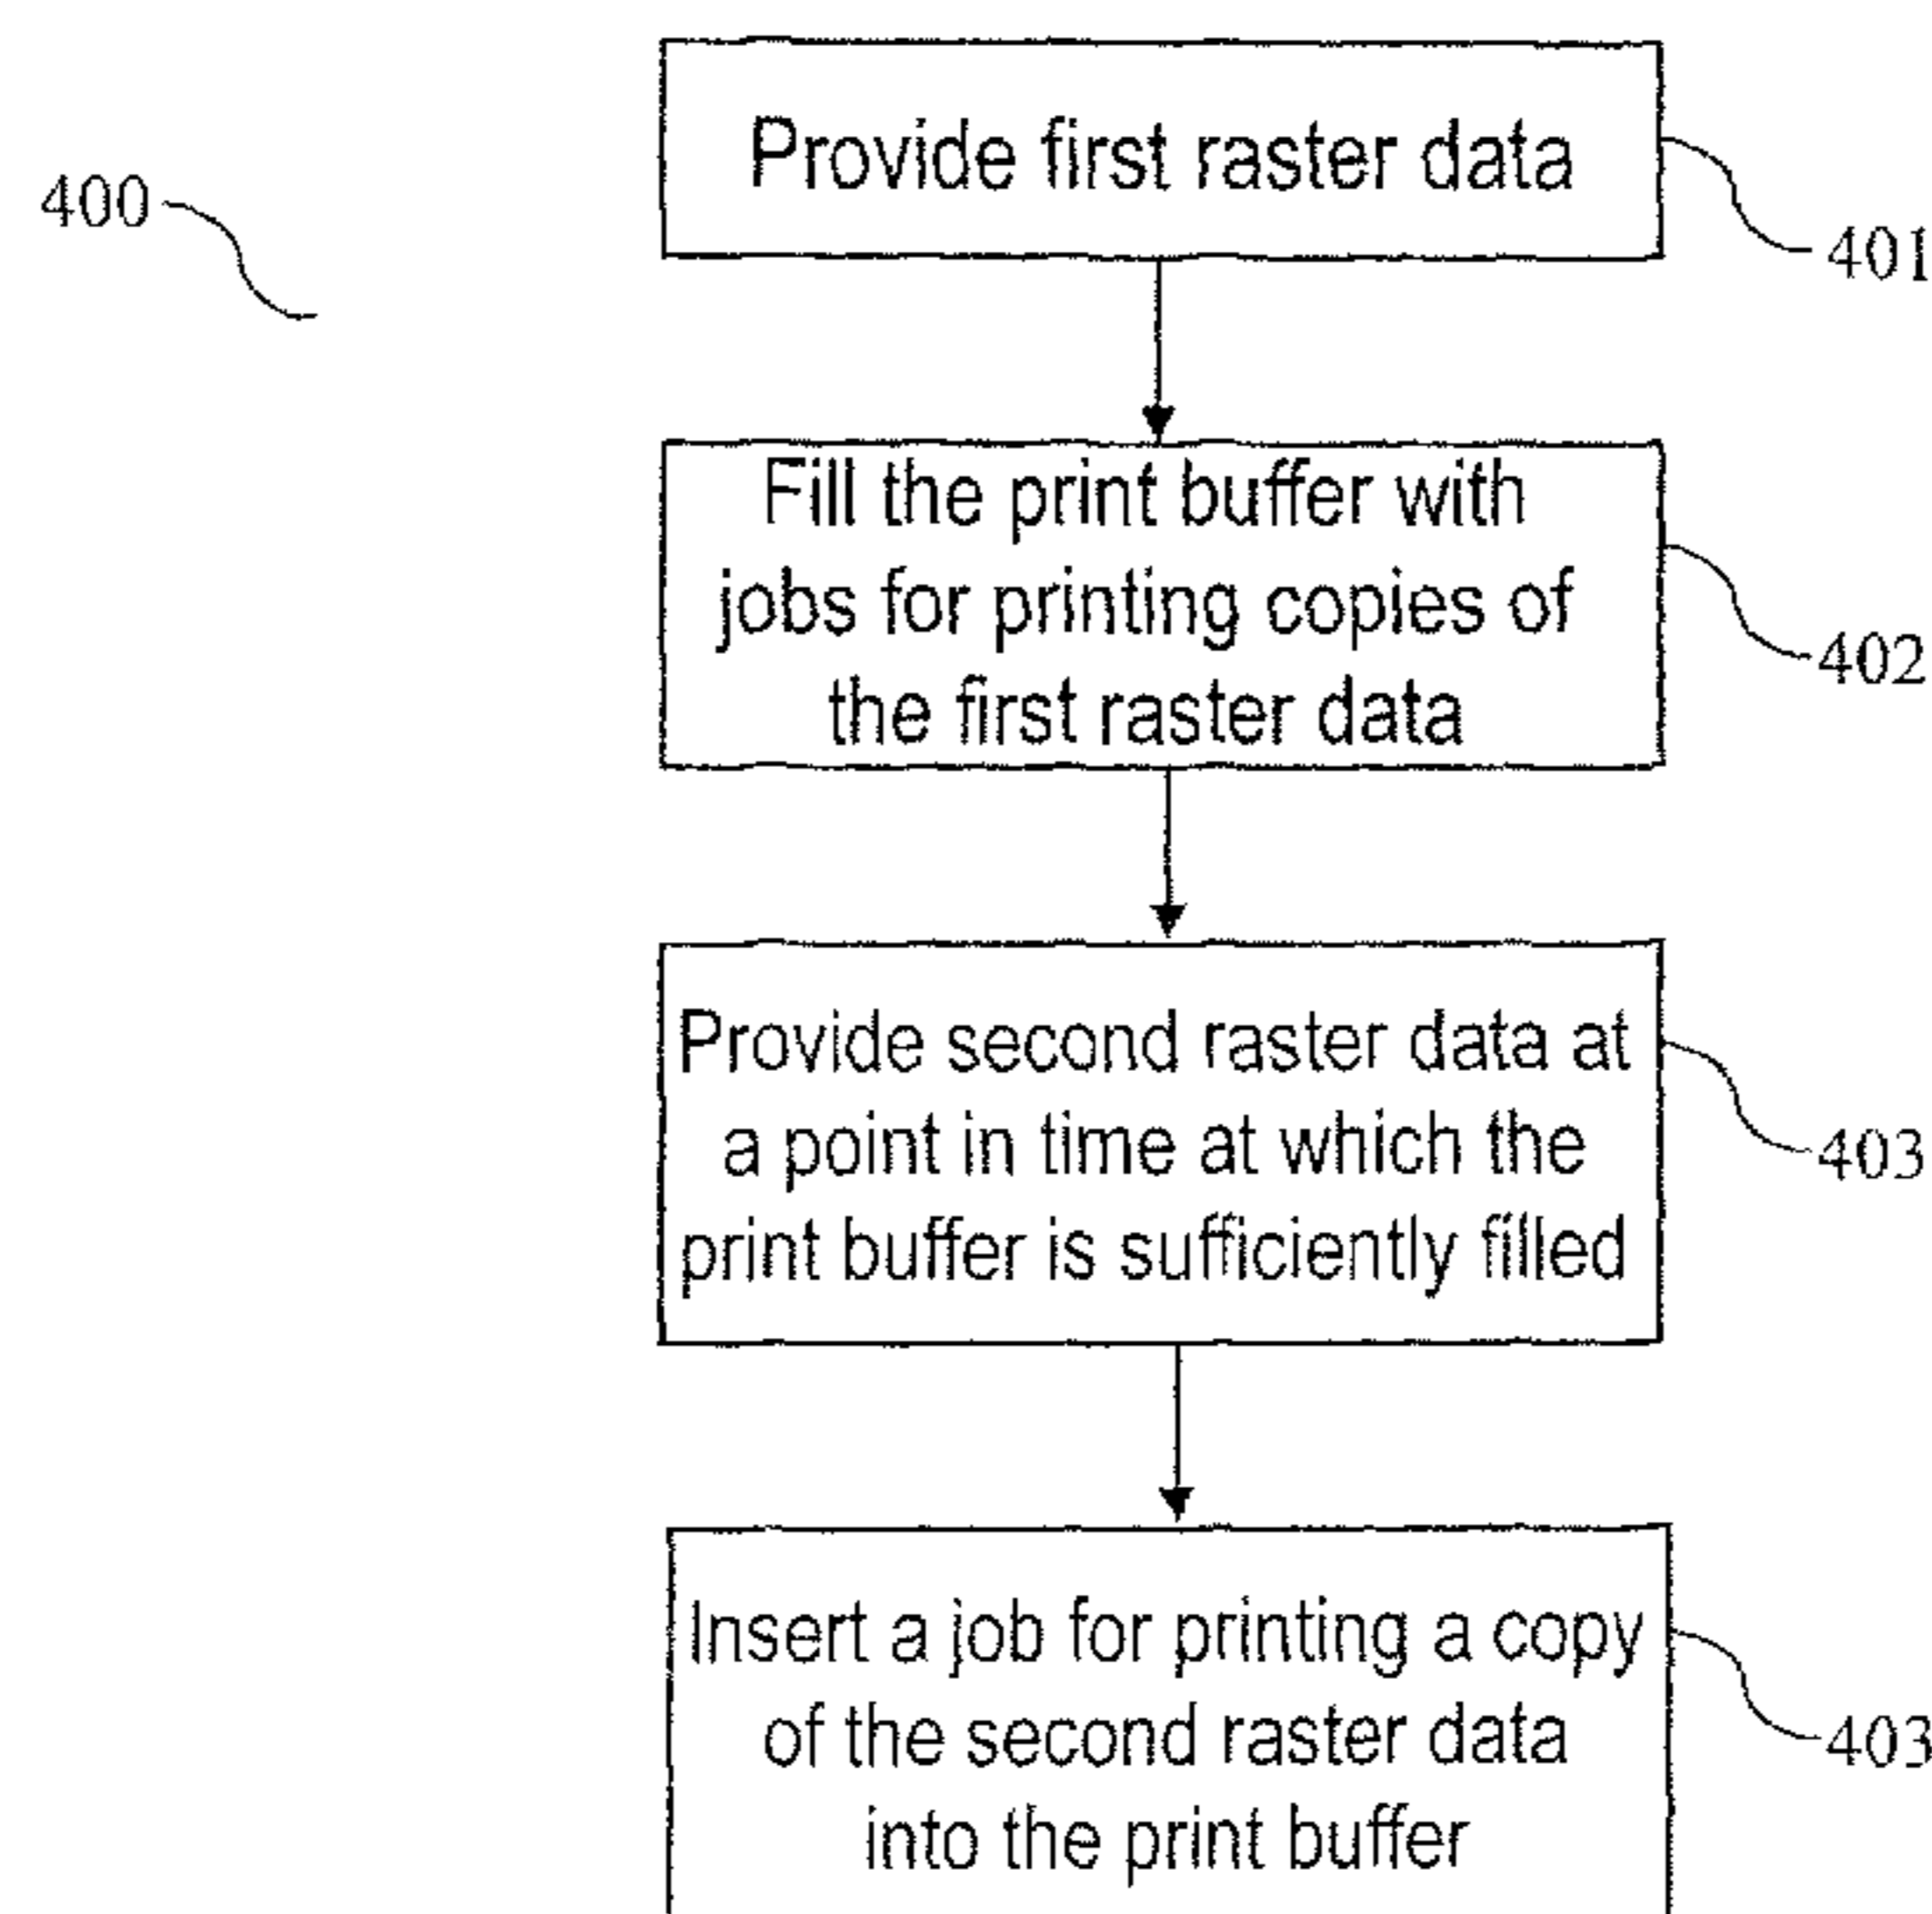 Provide first raster data
400
401
Fill the print buffer with
jobs for printing copies of
the first raster data
402
Provide second raster data at
a point in time at which the
print buffer is sufficiently filled
403
Insert a job for printing a copy
of the second raster data
into the print buffer
403